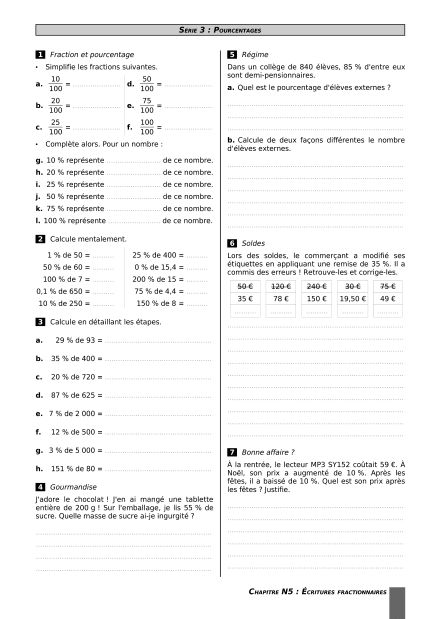 Série 3 : Pourcentages
1 Fraction et pourcentage
• Simplifie les fractions suivantes.
a. 10/100 = .................... d. 50/100 = ....................
b. 20/100 = .................... e. 75/100 = ....................
c. 25/100 = .................... f. 100/100 = ....................
• Complète alors. Pour un nombre :
g. 10 % représente .................... de ce nombre.
h. 20 % représente .................... de ce nombre.
i. 25 % représente .................... de ce nombre.
j. 50 % représente .................... de ce nombre.
k. 75 % représente .................... de ce nombre.
l. 100 % représente .................... de ce nombre.
2 Calcule mentalement.
1 % de 50 = .......... 25 % de 400 = ..........
50 % de 60 = .......... 0 % de 15,4 = ..........
100 % de 7 = .......... 200 % de 15 = ..........
0,1 % de 650 = .......... 75 % de 4,4 = ..........
10 % de 250 = .......... 150 % de 8 = ..........
3 Calcule en détaillant les étapes.
a. 29 % de 93 = ....................
b. 35 % de 400 = ....................
c. 20 % de 720 = ....................
d. 87 % de 625 = ....................
e. 7 % de 2 000 = ....................
f. 12 % de 500 = ....................
g. 3 % de 5 000 = ....................
h. 151 % de 80 = ....................
4 Gourmandise
J'adore le chocolat ! J'en ai mangé une tablette
entière de 200 g ! Sur l'emballage, je lis 55 % de
sucre. Quelle masse de sucre ai-je ingurgité ?
5 Régime
Dans un collège de 840 élèves, 85 % d'entre eux
sont demi-pensionnaires.
a. Quel est le pourcentage d'élèves externes ?
b. Calcule de deux façons différentes le nombre
d'élèves externes.
6 Soldes
Lors des soldes, le commerçant a modifié ses
étiquettes en appliquant une remise de 35 %. Il a
commis des erreurs ! Retrouve-les et corrige-les.
50 € 120 € 240 € 30 € 75 €
35 € 78 € 150 € 19,50 € 49 €
7 Bonne affaire ?
À la rentrée, le lecteur MP3 SY152 coûtait 59 €. À
Noël, son prix a augmenté de 10 %. Après les
fêtes, il a baissé de 10 %. Quel est son prix après
les fêtes ? Justifie.
Chapitre N5 : Écritures fractionnaires